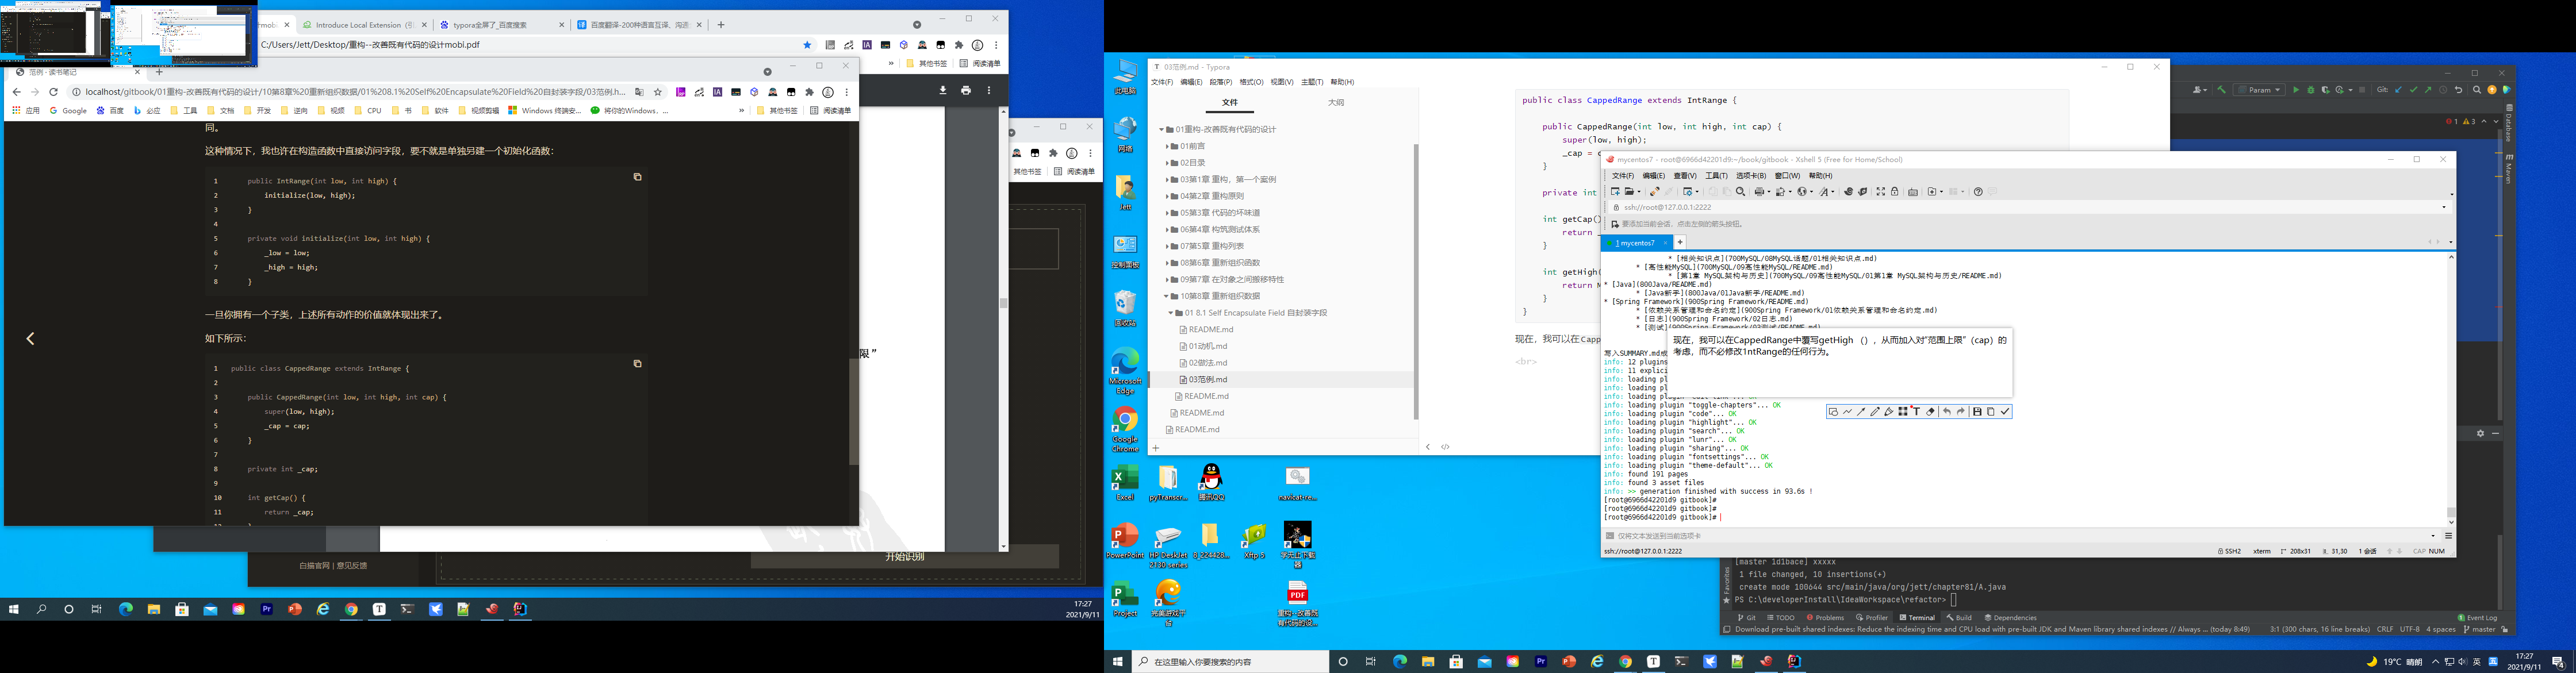 mobi
Introduce Local Extension (引
typora全屏了_百度搜索
百度翻译-200种语言互译、沟通
C:/Users/Jett/Desktop/重构--改善既有代码的设计mobi.pdf
其他书签
阅读清单
范例 · 读书笔记
localhost/gitbook/01重构-改善既有代码的设计/10第8章%20重新组织数据/01%208.1%20Self%20Encapsulate%20Field%20自封装字段/03范例.h...
应用
Google
百度
必应
工具
文档
开发
逆向
视频
CPU
书
软件
视频剪辑
Windows 终端安...
将你的Windows、...
其他书签
阅读清单
同。
这种情况下，我也许在构造函数中直接访问字段，要不就是单独另建一个初始化函数：
1 public IntRange(int low, int high) {
2 initialize(low, high);
3 }
4
5 private void initialize(int low, int high) {
6 _low = low;
7 _high = high;
8 }
一旦你拥有一个子类，上述所有动作的价值就体现出来了。
如下所示：
1 public class CappedRange extends IntRange {
2
3 public CappedRange(int low, int high, int cap) {
4 super(low, high);
5 _cap = cap;
6 }
7
8 private int _cap;
9
10 int getCap() {
11 return _cap;
限”
其他书签
阅读清单
白描官网 | 意见反馈
开始识别
17:27
2021/9/11
此电脑
网络
Jett
控制面板
回收站
Microsoft Edge
Google Chrome
Excel
pyTranscr...
腾讯QQ
navicat-re...
PowerPoint
HP DeskJet 2130 series
Xftp 5
Project
PDF
03范例.md - Typora
文件(F) 编辑(E) 段落(P) 格式(O) 视图(V) 主题(T) 帮助(H)
文件
大纲
01重构-改善既有代码的设计
01前言
02目录
03第1章 重构，第一个案例
04第2章 重构原则
05第3章 代码的坏味道
06第4章 构筑测试体系
07第5章 重构列表
08第6章 重新组织函数
09第7章 在对象之间搬移特性
10第8章 重新组织数据
01 8.1 Self Encapsulate Field 自封装字段
README.md
01动机.md
02做法.md
03范例.md
README.md
README.md
README.md
public class CappedRange extends IntRange {
public CappedRange(int low, int high, int cap) {
super(low, high);
_cap = c
}
private int
int getCap()
return
}
int getHigh(
return M
}
}
现在，我可以在Capp
<br>
mycentos7 - root@6966d42201d9:~/book/gitbook - Xshell 5 (Free for Home/School)
文件(F) 编辑(E) 查看(V) 工具(T) 选项卡(B) 窗口(W) 帮助(H)
ssh://root@127.0.0.1:2222
要添加当前会话，点击左侧的箭头按钮。
1 mycentos7
* [相关知识点](700MySQL/08MySQL话题/01相关知识点.md)
* [高性能MySQL](700MySQL/09高性能MySQL/README.md)
* [第1章 MySQL架构与历史](700MySQL/09高性能MySQL/01第1章 MySQL架构与历史/README.md)
* [Java](800Java/README.md)
* [Java新手](800Java/01Java新手/README.md)
* [Spring Framework](900Spring Framework/README.md)
* [依赖关系管理和命名约定](900Spring Framework/01依赖关系管理和命名约定.md)
* [日志](900Spring Framework/02日志.md)
* [测试](900Spring Framework/03测试/README.md)
写入SUMMARY.md成
info: 12 plugins
info: 11 explici
info: loading pl
info: loading pl
info: loading pl
info: loading pl
info: loading plugin "toggle-chapters"... OK
info: loading plugin "code"... OK
info: loading plugin "highlight"... OK
info: loading plugin "search"... OK
info: loading plugin "lunr"... OK
info: loading plugin "sharing"... OK
info: loading plugin "fontsettings"... OK
info: loading plugin "theme-default"... OK
info: found 191 pages
info: found 3 asset files
info: >> generation finished with success in 93.6s !
[root@6966d42201d9 gitbook]#
[root@6966d42201d9 gitbook]#
[root@6966d42201d9 gitbook]#
现在，我可以在CappedRange中覆写getHigh （），从而加入对“范围上限”（cap）的
考虑，而不必修改1ntRange的任何行为。
仅将文本发送到当前选项卡
ssh://root@127.0.0.1:2222
SSH2 xterm 208x31 31,30 1 会话 CAP NUM
Param
Git:
1 3
Database
Maven
Favorites
[master 1d1bace] xxxxx
1 file changed, 10 insertions(+)
create mode 100644 src/main/java/org/jett/chapter81/A.java
PS C:\developerInstall\IdeaWorkspace\refactor>
Git TODO Problems Profiler Terminal Build Dependencies
Event Log
Download pre-built shared indexes: Reduce the indexing time and CPU load with pre-built JDK and Maven library shared indexes // Always ... (today 8:49)
3:1 (300 chars, 16 line breaks) CRLF UTF-8 4 spaces master
在这里输入你要搜索的内容
19°C 晴朗
英
17:27
2021/9/11